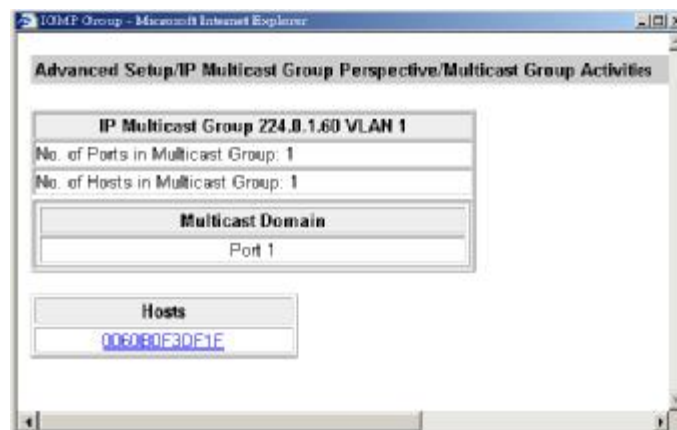 IGMP Group - Microsoft Internet Explorer
Advanced Setup/IP Multicast Group Perspective/Multicast Group Activities
IP Multicast Group 224.0.1.60 VLAN 1
No. of Ports in Multicast Group: 1
No. of Hosts in Multicast Group: 1
Multicast Domain
Port 1
Hosts
0060B0F3DF1F